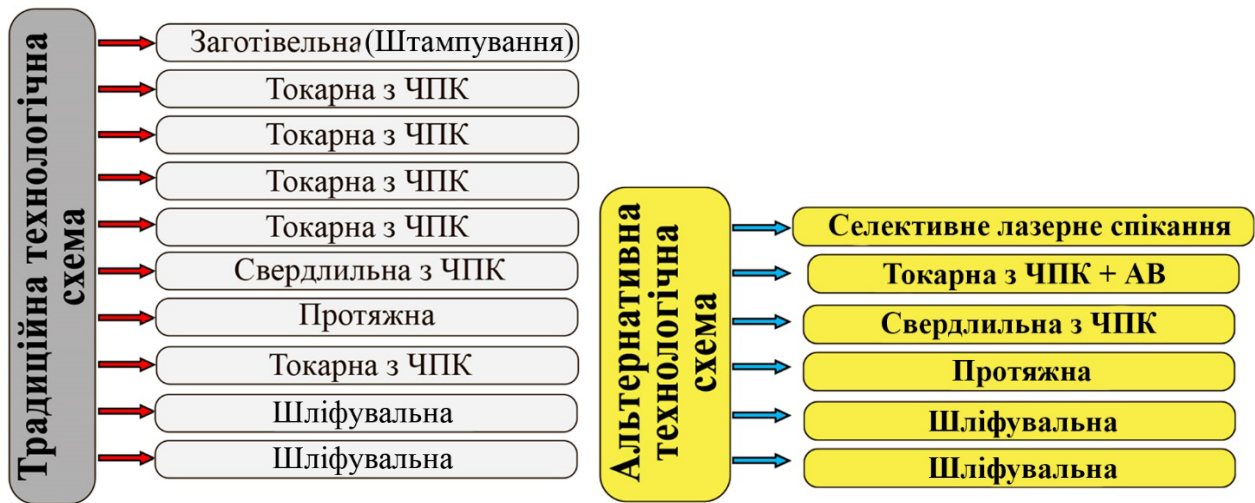 Традиційна технологічна
схема
Заготівельна (Штампування)
Токарна з ЧПК
Токарна з ЧПК
Токарна з ЧПК
Токарна з ЧПК
Свердлильна з ЧПК
Протяжна
Токарна з ЧПК
Шліфувальна
Шліфувальна
Альтернативна
технологічна
схема
Селективне лазерне спікання
Токарна з ЧПК + АВ
Свердлильна з ЧПК
Протяжна
Шліфувальна
Шліфувальна